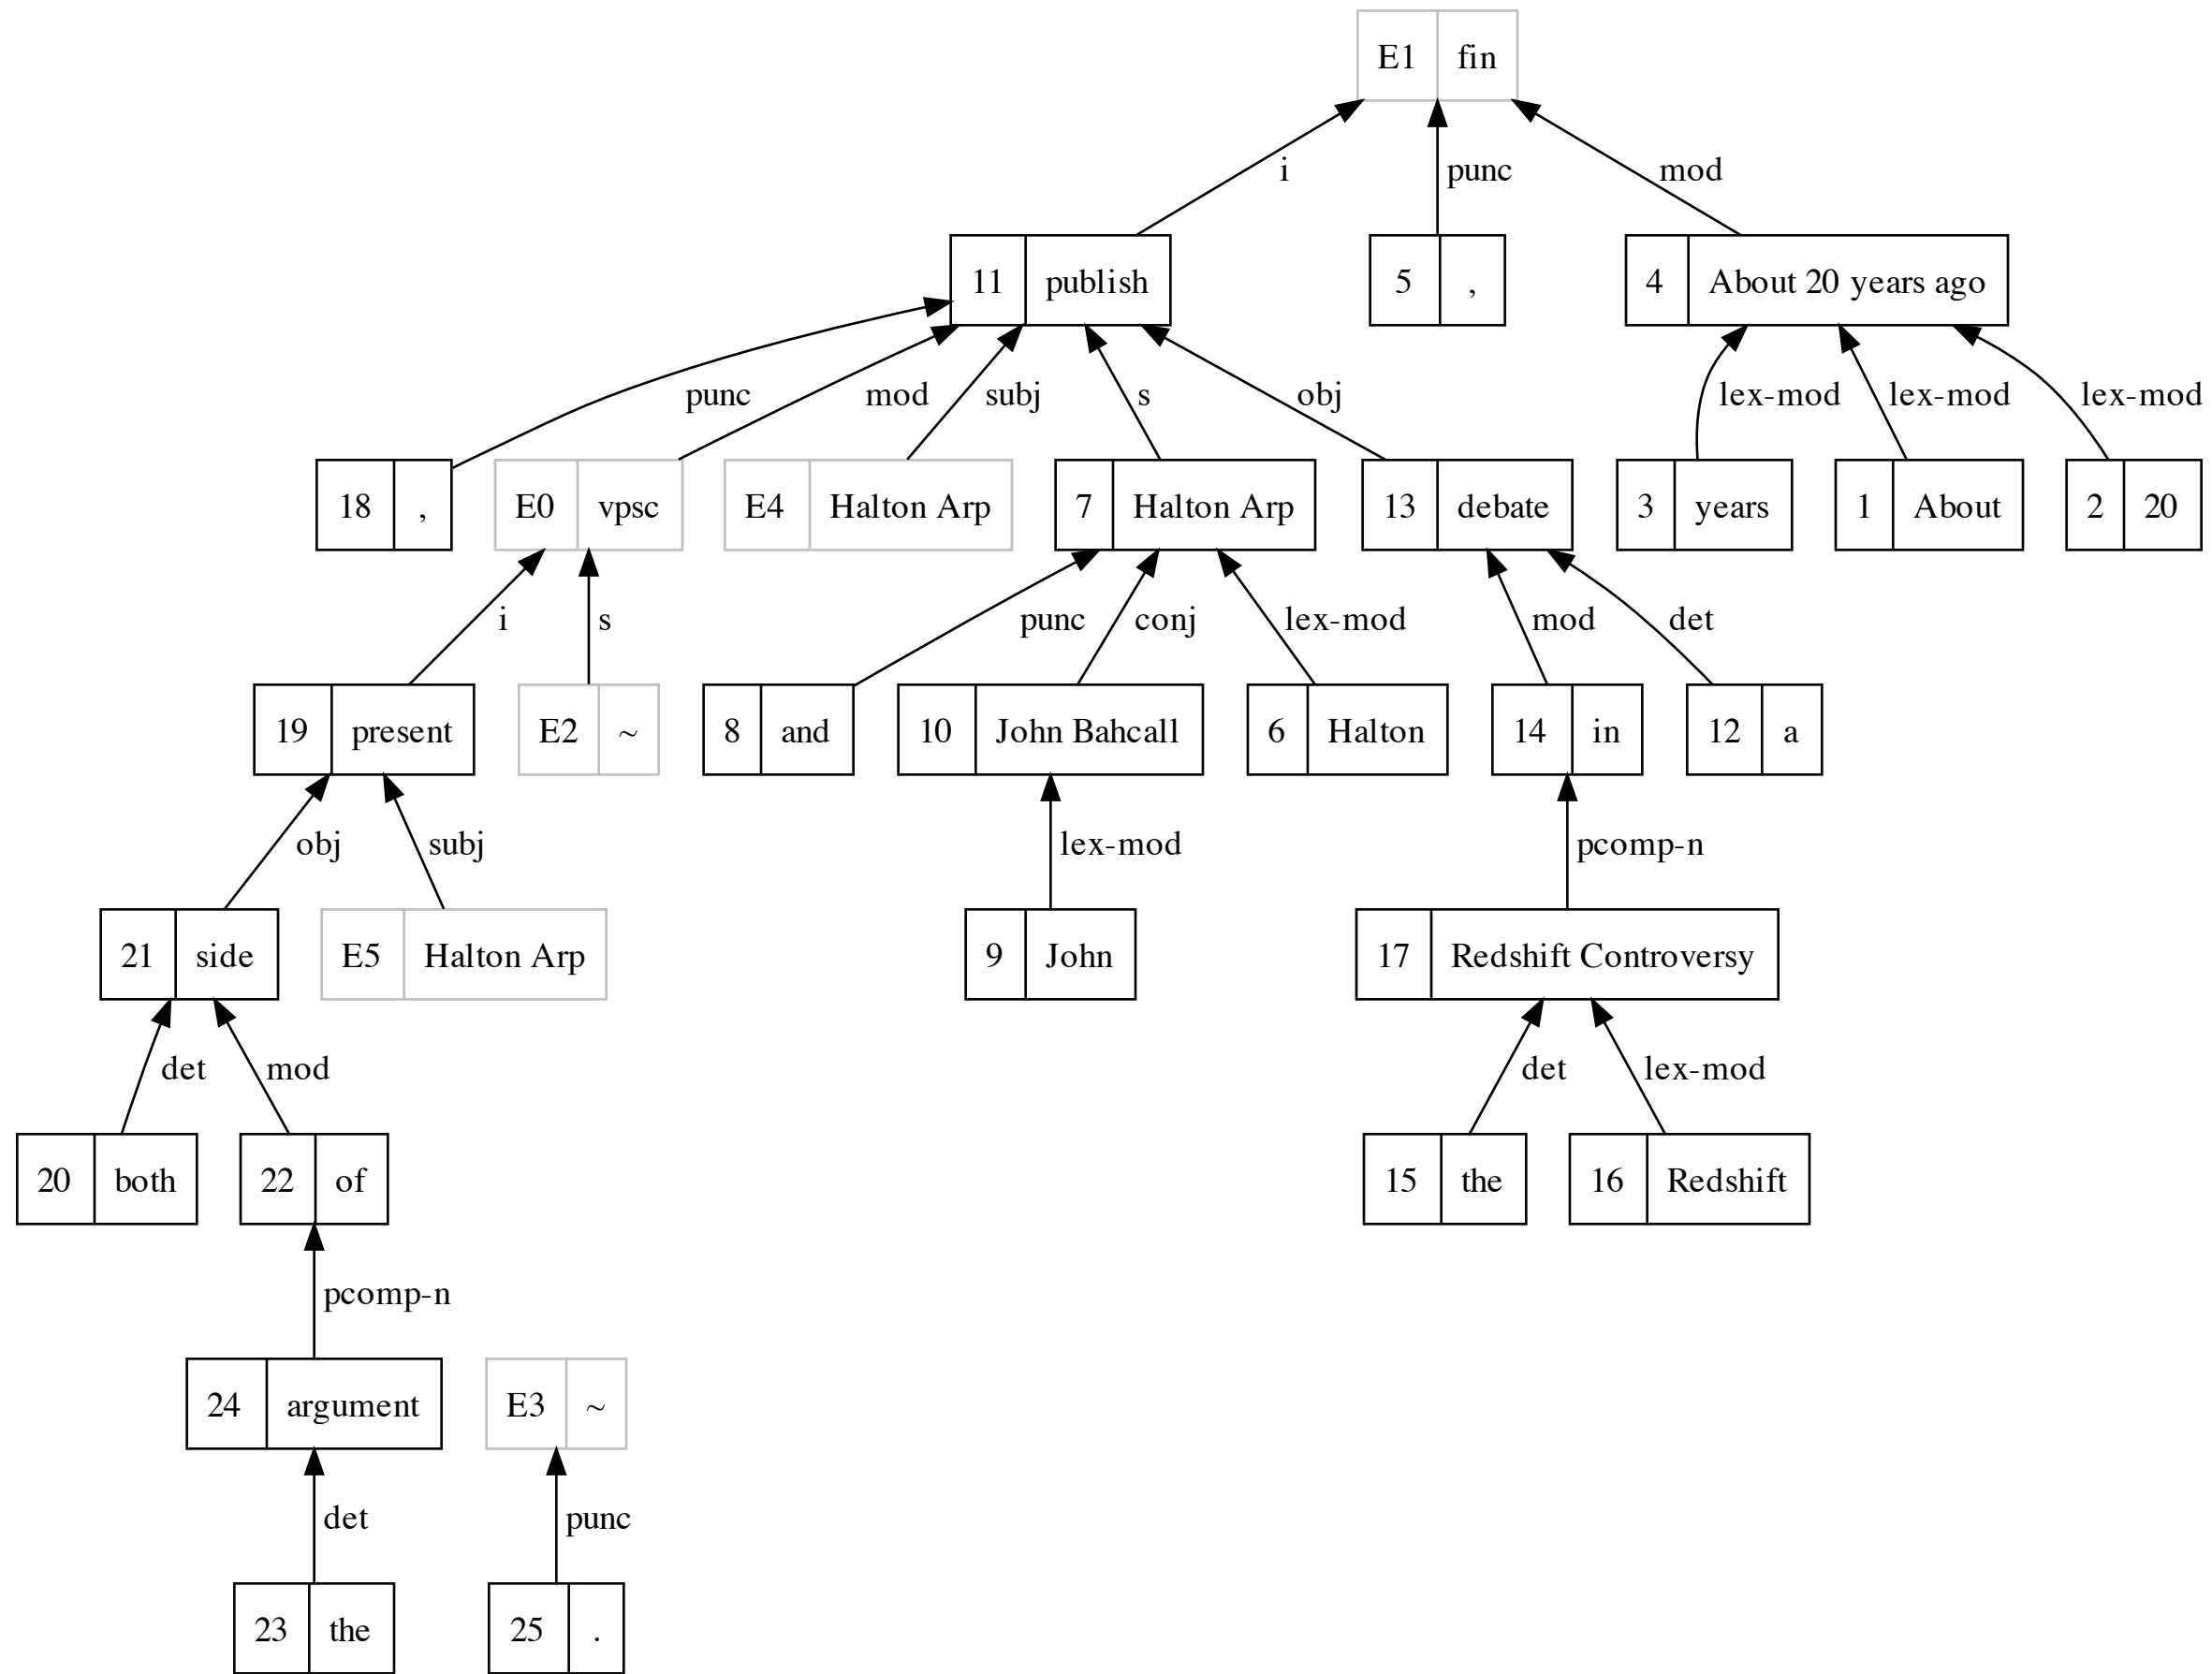 E1 fin
i punc mod
11 publish 5 , 4 About 20 years ago
punc mod subj s obj lex-mod lex-mod lex-mod
18 , E0 vpsc E4 Halton Arp 7 Halton Arp 13 debate 3 years 1 About 2 20
i s punc conj lex-mod mod det
19 present E2 ~ 8 and 10 John Bahcall 6 Halton 14 in 12 a
obj subj lex-mod pcomp-n
21 side E5 Halton Arp 9 John 17 Redshift Controversy
det mod det lex-mod
20 both 22 of 15 the 16 Redshift
pcomp-n
24 argument E3 ~
det punc
23 the 25 .